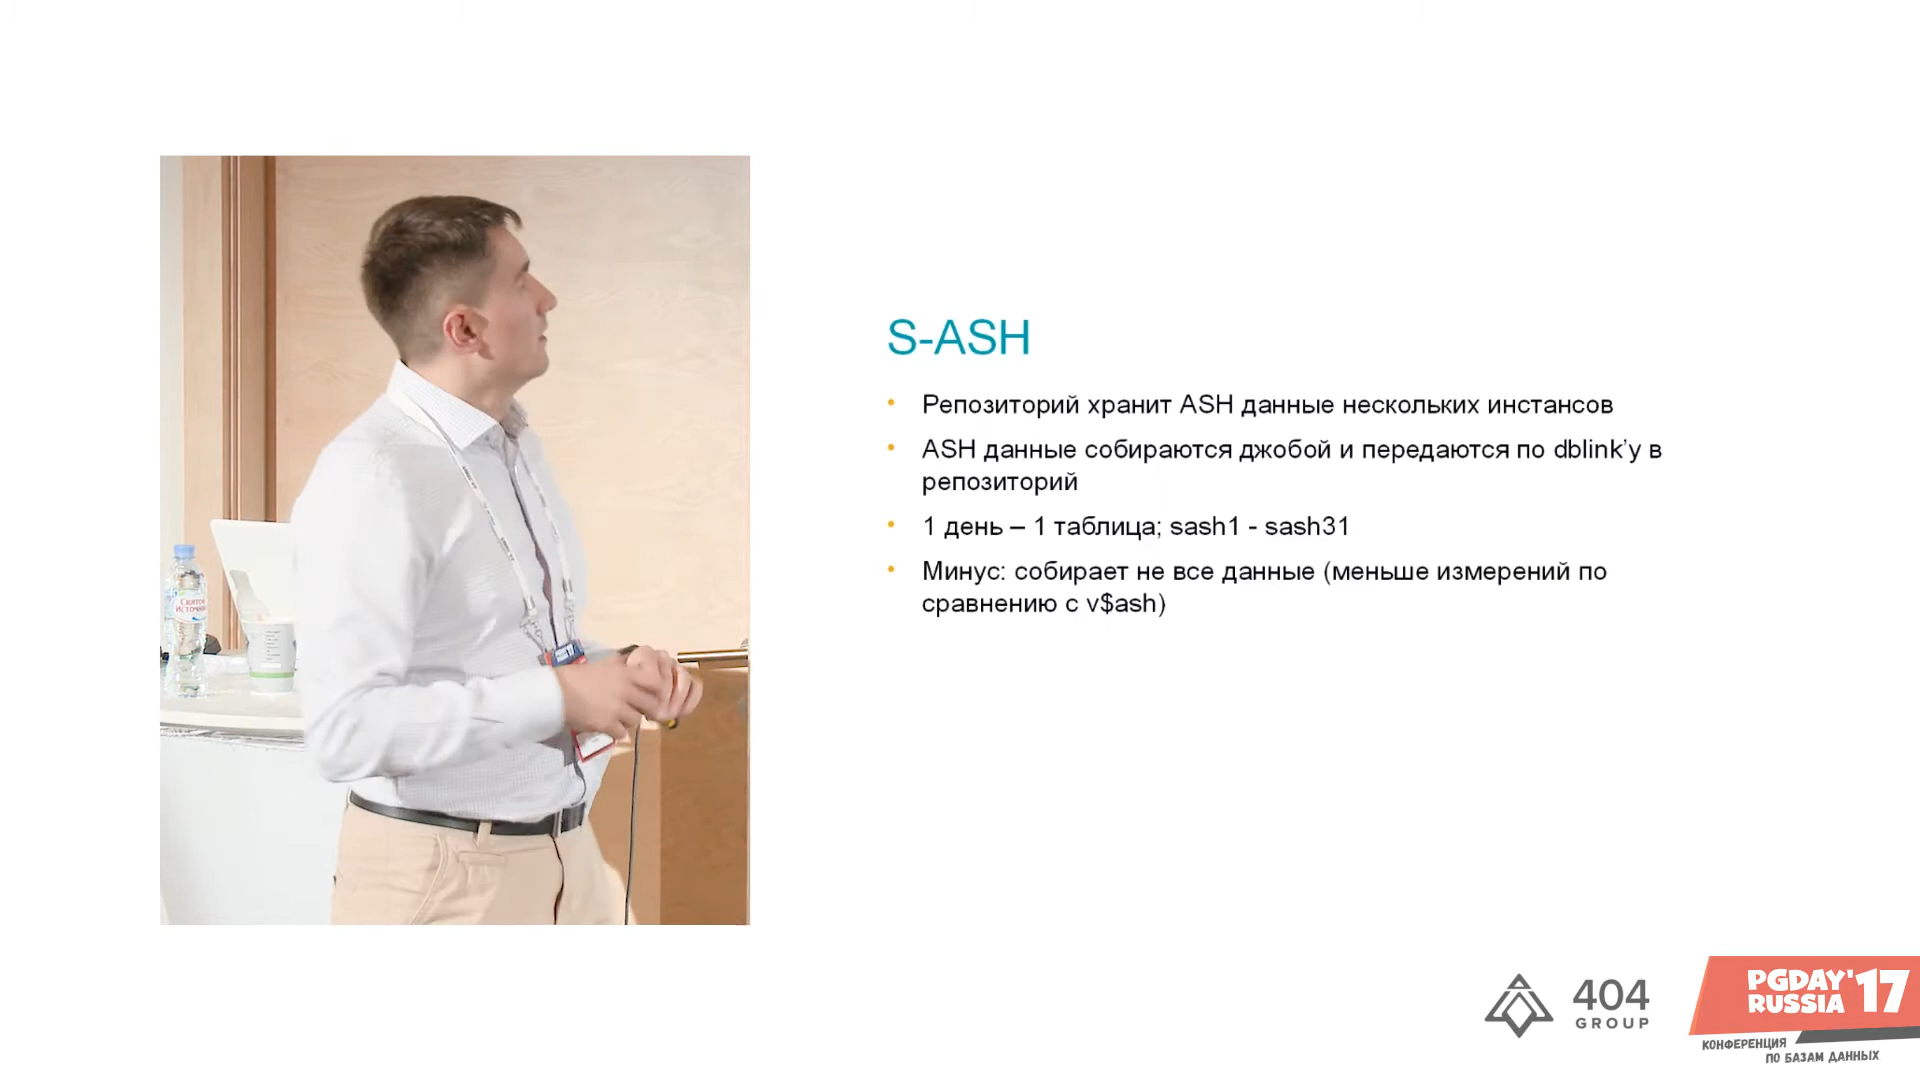 S-ASH
• Репозиторий хранит ASH данные нескольких инстансов
• ASH данные собираются джобой и передаются по dblink’у в
репозиторий
• 1 день – 1 таблица; sash1 - sash31
• Минус: собирает не все данные (меньше измерений по
сравнению с v$ash)
Святой
Источник
404
GROUP
PGDAY'17
RUSSIA
КОНФЕРЕНЦИЯ
ПО БАЗАМ ДАННЫХ